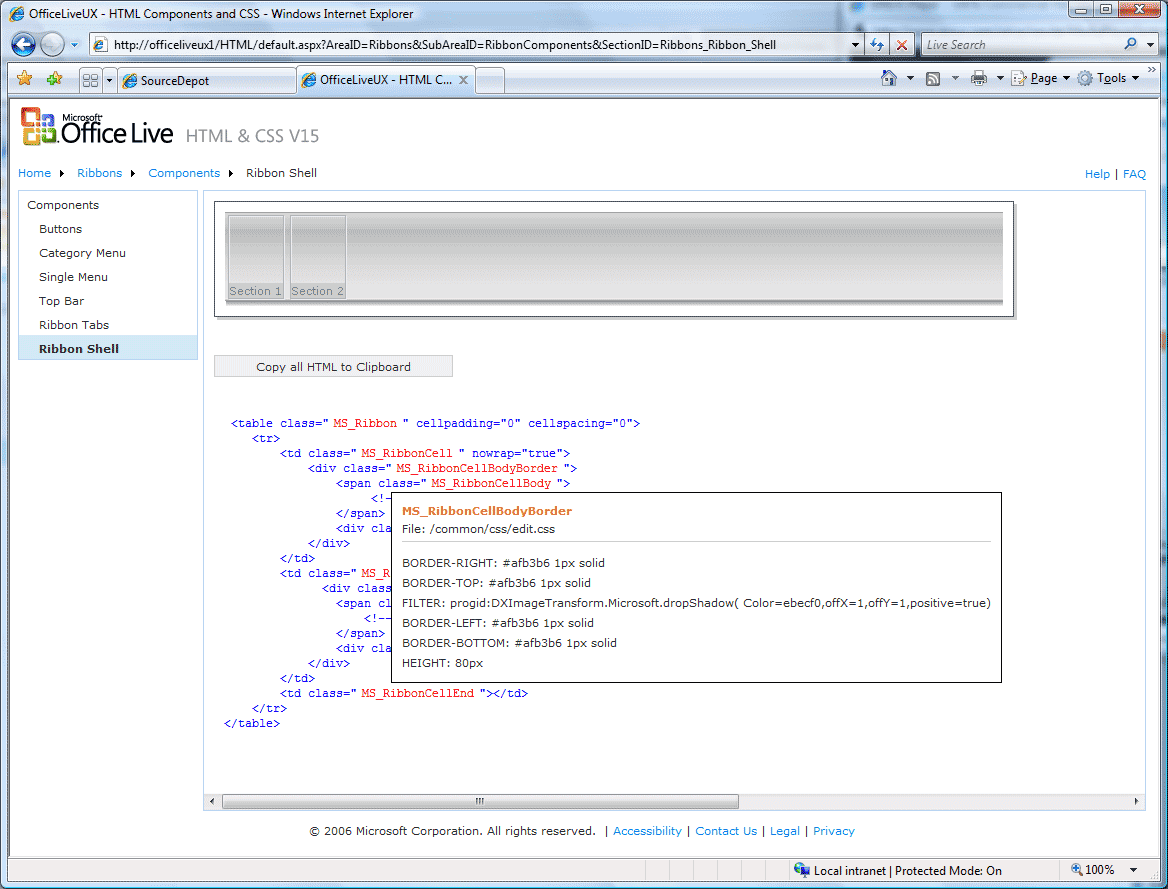 OfficeLiveUX - HTML Components and CSS - Windows Internet Explorer
http://officeliveux1/HTML/default.aspx?AreaID=Ribbons&SubAreaID=RibbonComponents&SectionID=Ribbons_Ribbon_Shell
Live Search
SourceDepot
OfficeLiveUX - HTML C...
Page
Tools
Microsoft
Office Live HTML & CSS V15
Home Ribbons Components Ribbon Shell
Help | FAQ
Components
Buttons
Category Menu
Single Menu
Top Bar
Ribbon Tabs
Ribbon Shell
Section 1 Section 2
Copy all HTML to Clipboard
<table class=" MS_Ribbon " cellpadding="0" cellspacing="0">
<tr>
<td class=" MS_RibbonCell " nowrap="true">
<div class=" MS_RibbonCellBodyBorder ">
<span class=" MS_RibbonCellBody ">
<!--
</span>
<div cla
</div>
</td>
<td class=" MS_R
<div class
<span cl
<!--
</span>
<div cla
</div>
</td>
<td class=" MS_RibbonCellEnd "></td>
</tr>
</table>
MS_RibbonCellBodyBorder
File: /common/css/edit.css
BORDER-RIGHT: #afb3b6 1px solid
BORDER-TOP: #afb3b6 1px solid
FILTER: progid:DXImageTransform.Microsoft.dropShadow( Color=ebecf0,offX=1,offY=1,positive=true)
BORDER-LEFT: #afb3b6 1px solid
BORDER-BOTTOM: #afb3b6 1px solid
HEIGHT: 80px
© 2006 Microsoft Corporation. All rights reserved. | Accessibility | Contact Us | Legal | Privacy
Local intranet | Protected Mode: On
100%